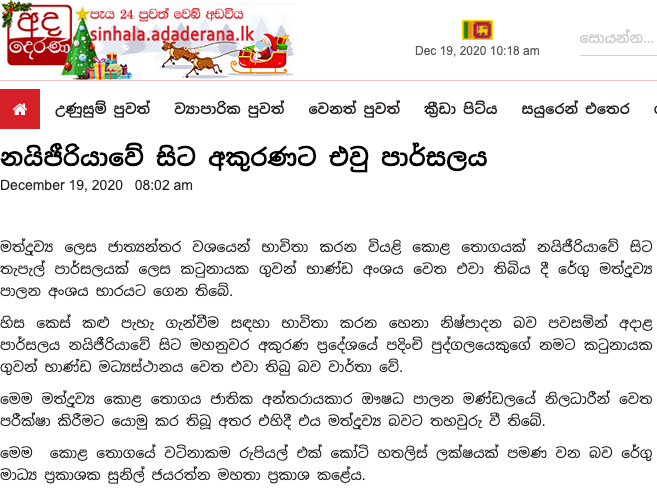 අද
දෙරණ
පැය 24 පුවත් වෙබ් අඩවිය
sinhala.adaderana.lk
Dec 19, 2020 10:18 am
සොයන්න...
උණුසුම් පුවත් ව්‍යාපාරික පුවත් වෙනත් පුවත් ක්‍රීඩා පිටිය සයුරෙන් එතෙර
නයිජීරියාවේ සිට අකුරණට එවූ පාර්සලය
December 19, 2020 08:02 am
මත්ද්‍රව්‍ය ලෙස ජාත්‍යන්තර වශයෙන් භාවිතා කරන වියළි කොළ තොගයක් නයිජීරියාවේ සිට
තැපැල් පාර්සලයක් ලෙස කටුනායක ගුවන් භාණ්ඩ අංශය වෙත එවා තිබිය දී රේගු මත්ද්‍රව්‍ය
පාලන අංශය භාරයට ගෙන තිබේ.
හිස කෙස් කළු පැහැ ගැන්වීම සඳහා භාවිතා කරන හෙනා නිෂ්පාදන බව පවසමින් අදාළ
පාර්සලය නයිජීරියාවේ සිට මහනුවර අකුරණ ප්‍රදේශයේ පදිංචි පුද්ගලයෙකුගේ නමට කටුනායක
ගුවන් භාණ්ඩ මධ්‍යස්ථානය වෙත එවා තිබූ බව වාර්තා වේ.
මෙම මත්ද්‍රව්‍ය කොළ තොගය ජාතික අන්තරායකාර ඖෂධ පාලන මණ්ඩලයේ නිලධාරීන් වෙත
පරීක්ෂා කිරීමට යොමු කර තිබූ අතර එහිදී එය මත්ද්‍රව්‍ය බවට තහවුරු වී තිබේ.
මෙම කොළ තොගයේ වටිනාකම රුපියල් එක් කෝටි හතලිස් ලක්ෂයක් පමණ වන බව රේගු
මාධ්‍ය ප්‍රකාශක සුනිල් ජයරත්න මහතා ප්‍රකාශ කළේය.